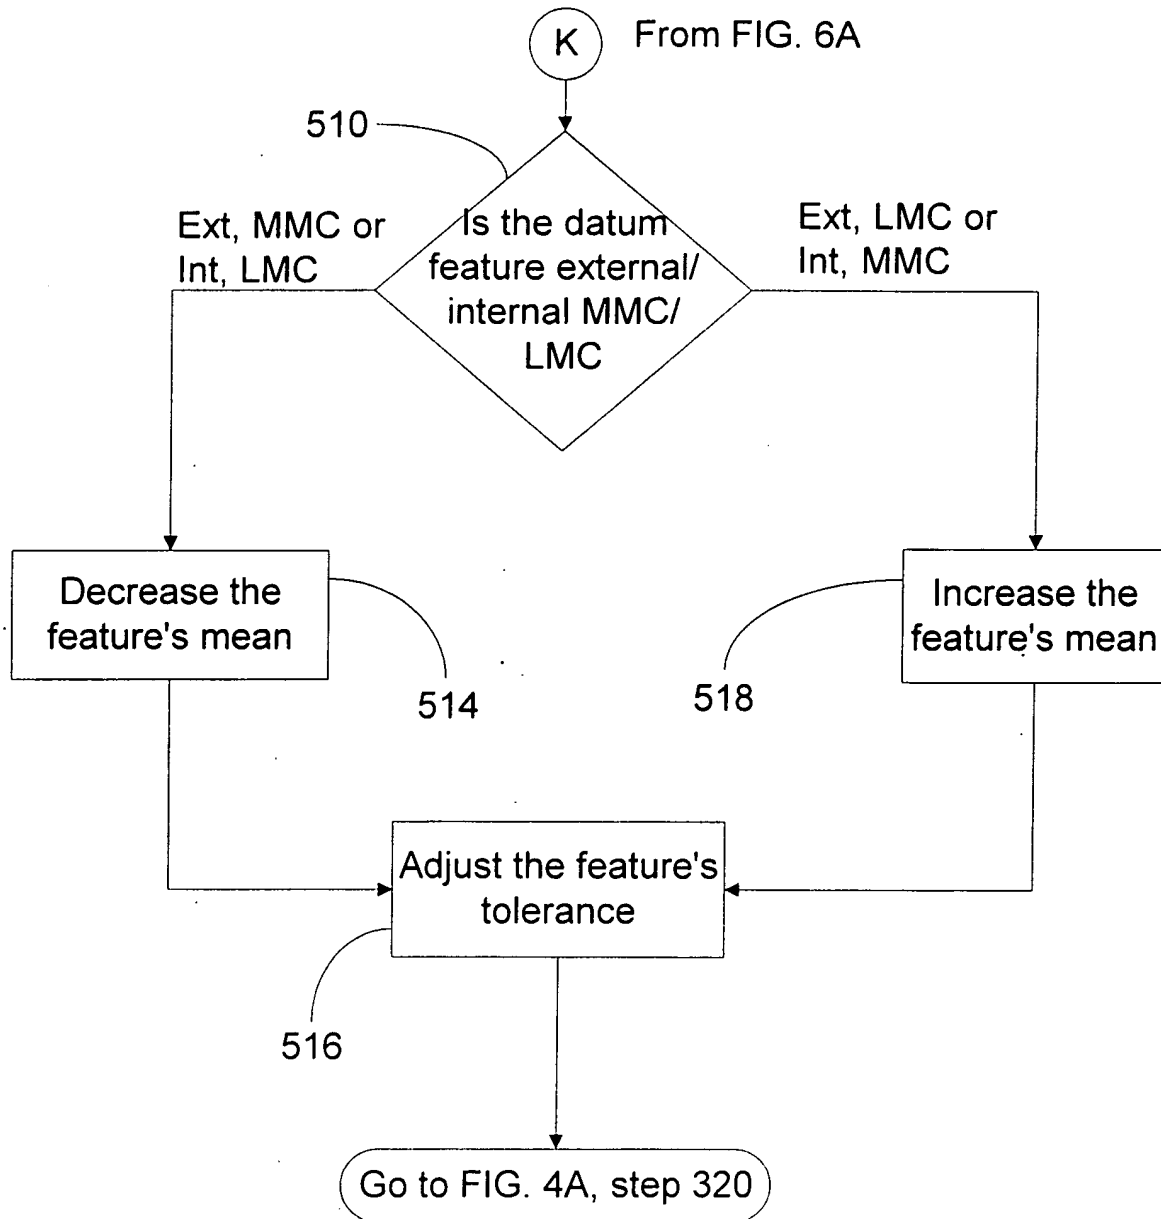 K
From FIG. 6A
510
Ext, MMC or
Int, LMC
Is the datum
feature external/
internal MMC/
LMC
Ext, LMC or
Int, MMC
Decrease the
feature's mean
514
518
Increase the
feature's mean
Adjust the feature's
tolerance
516
Go to FIG. 4A, step 320